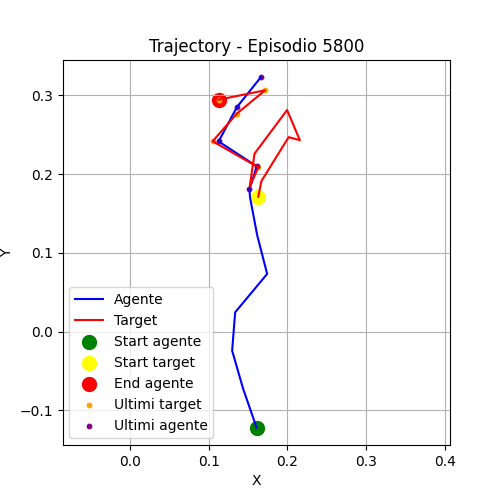 Trajectory - Episodio 5800
Y
0.3
0.2
0.1
0.0
−0.1
Agente
Target
Start agente
Start target
End agente
Ultimi target
Ultimi agente
0.0 0.1 0.2 0.3 0.4
X